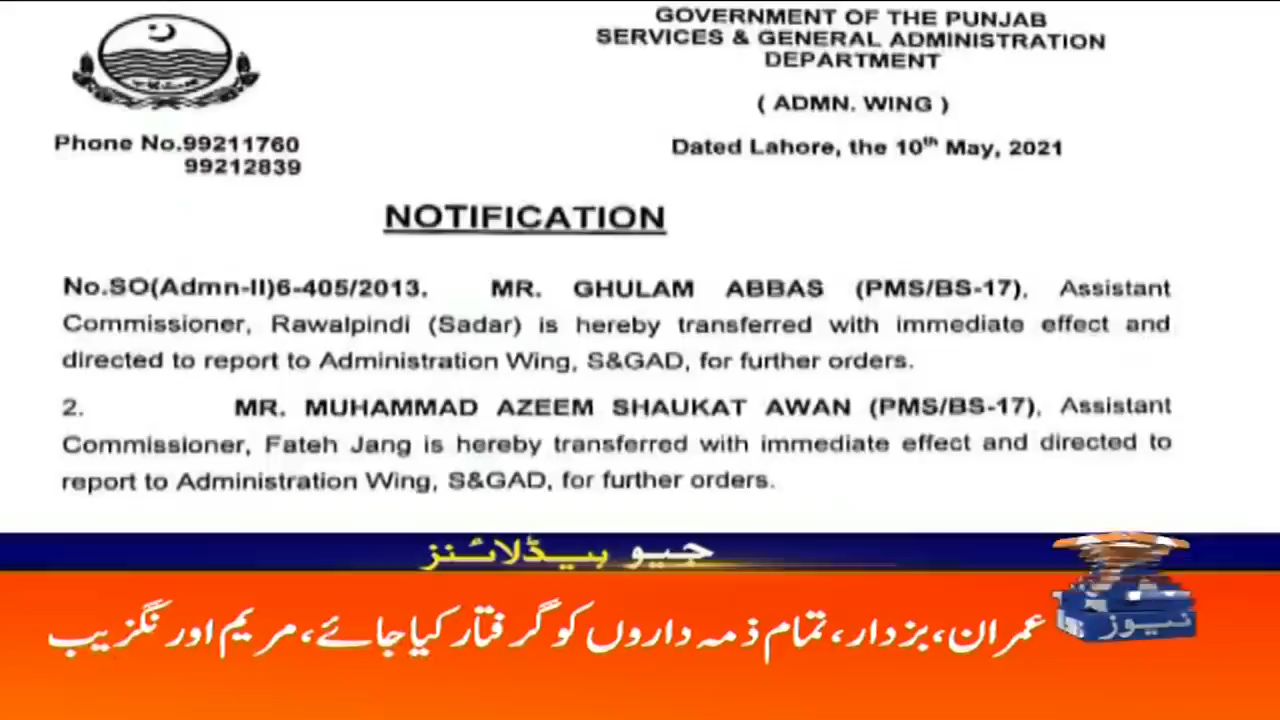 GOVERNMENT OF THE PUNJAB
SERVICES & GENERAL ADMINISTRATION
DEPARTMENT
( ADMN. WING )
Phone No.99211760
99212839
Dated Lahore, the 10th May, 2021
NOTIFICATION
No.SO(Admn-II)6-405/2013. MR. GHULAM ABBAS (PMS/BS-17), Assistant
Commissioner, Rawalpindi (Sadar) is hereby transferred with immediate effect and
directed to report to Administration Wing, S&GAD, for further orders.
2. MR. MUHAMMAD AZEEM SHAUKAT AWAN (PMS/BS-17), Assistant
Commissioner, Fateh Jang is hereby transferred with immediate effect and directed to
report to Administration Wing, S&GAD, for further orders.
جیو ہیڈلائنز
عمران، بزدار، تمام ذمہ داروں کو گرفتار کیا جائے، مریم اورنگزیب
نیوز